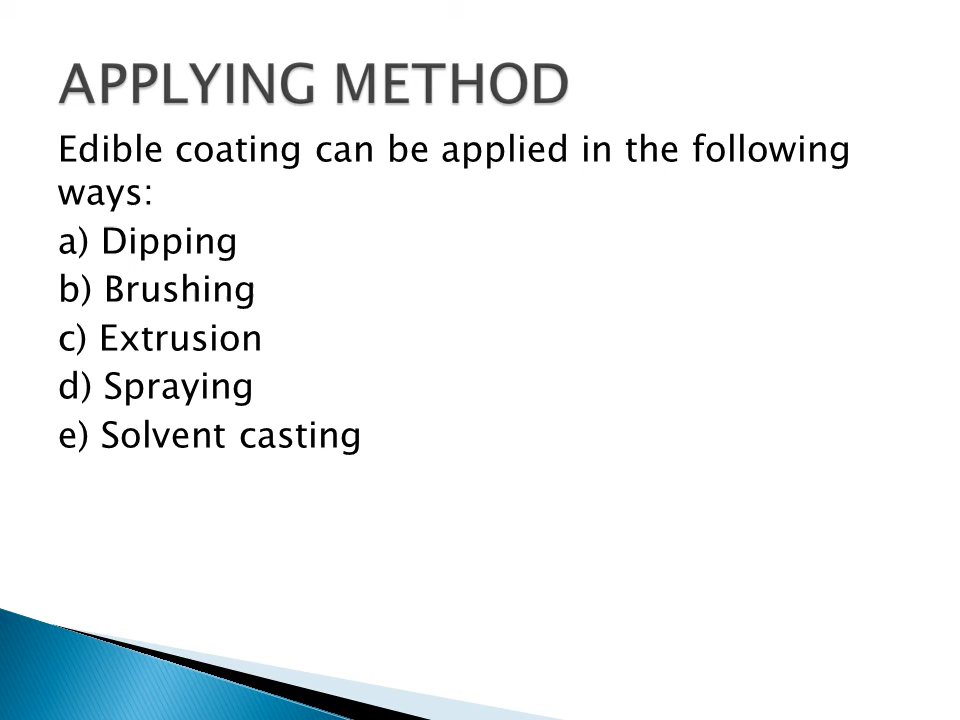 APPLYING METHOD
Edible coating can be applied in the following
ways:
a) Dipping
b) Brushing
c) Extrusion
d) Spraying
e) Solvent casting